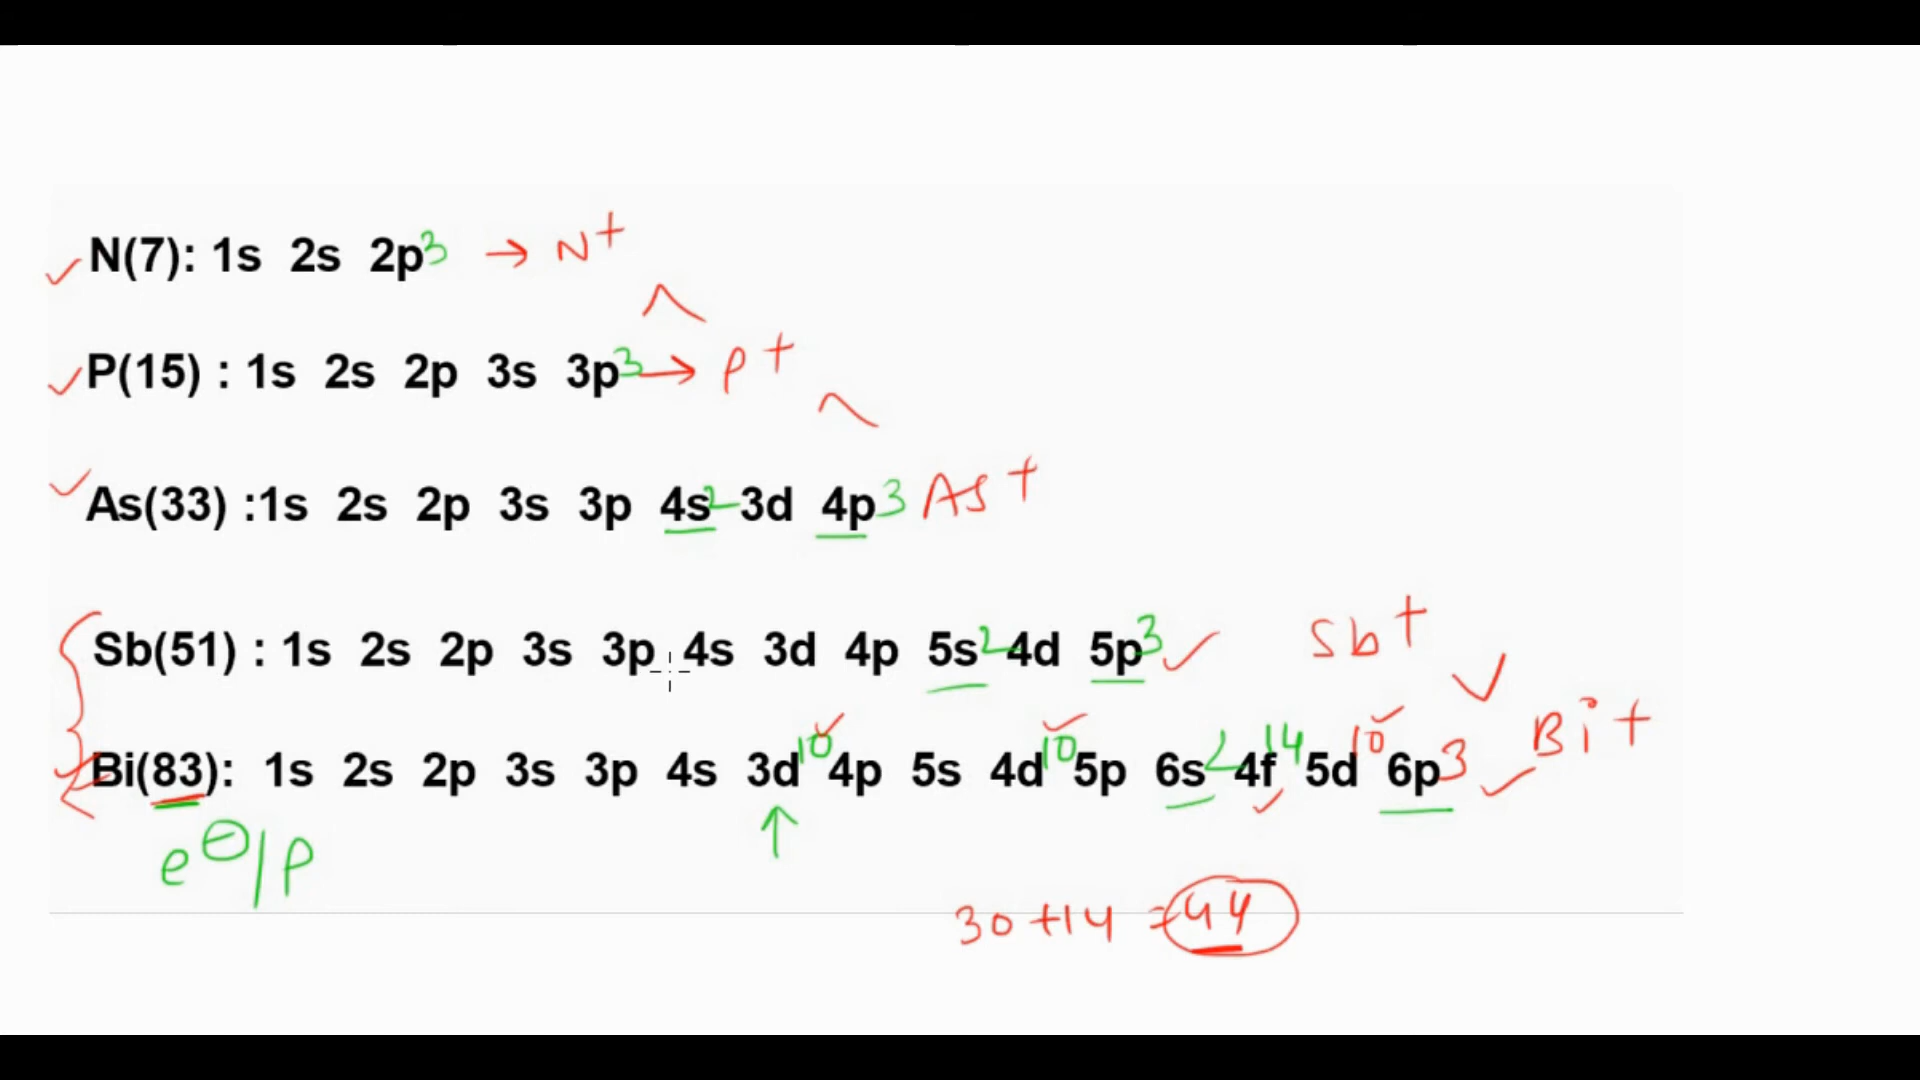 N(7): 1s 2s 2p3 → N+
P(15) : 1s 2s 2p 3s 3p3 → P+
As(33) :1s 2s 2p 3s 3p 4s2 3d 4p3 As+
Sb(51) : 1s 2s 2p 3s 3p 4s 3d 4p 5s2 4d 5p3 Sb+
Bi(83): 1s 2s 2p 3s 3p 4s 3d10 4p 5s 4d10 5p 6s2 4f14 5d10 6p3 Bi+
e⊖/p
30+14 = 44